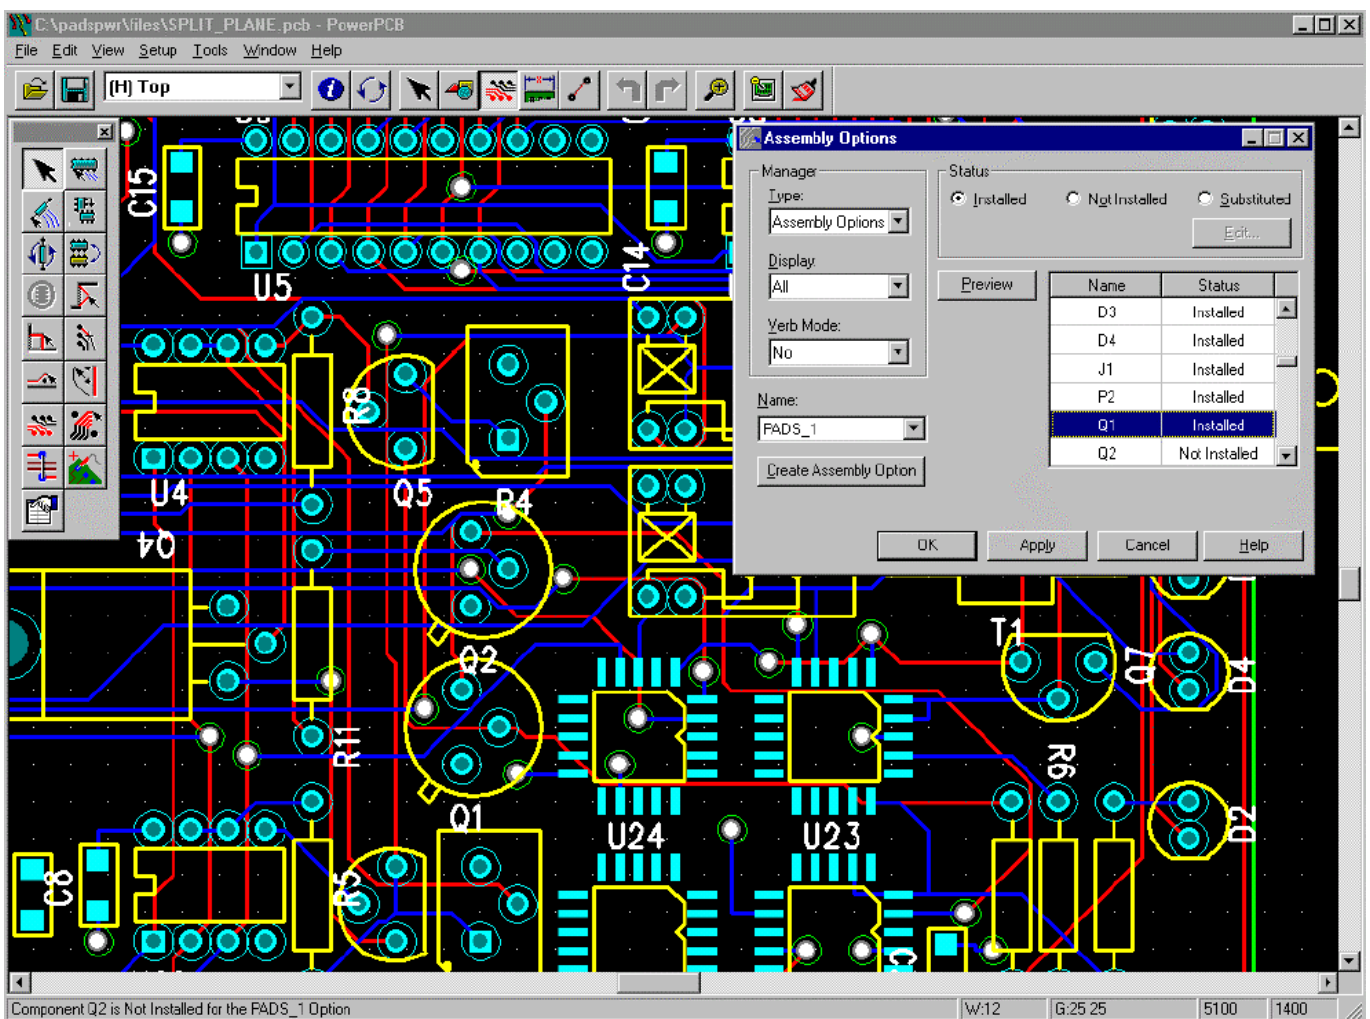 C:\padspwr\files\SPLIT_PLANE.pcb - PowerPCB
File Edit View Setup Tools Window Help
(H) Top
Assembly Options
Manager
Type:
Assembly Options
Display:
All
Verb Mode:
No
Name:
PADS_1
Create Assembly Option
Status
Installed Not Installed Substituted
Edit...
Preview
Name Status
D3 Installed
D4 Installed
J1 Installed
P2 Installed
Q1 Installed
Q2 Not Installed
OK Apply Cancel Help
C15
U5
C14
R8
U4
Q5
R4
Q4
Q2
T1
Q7
D4
R11
R6
Q1
U24
U23
D2
C8
R5
Component Q2 is Not Installed for the PADS_1 Option
W:12 G:25 25 5100 1400